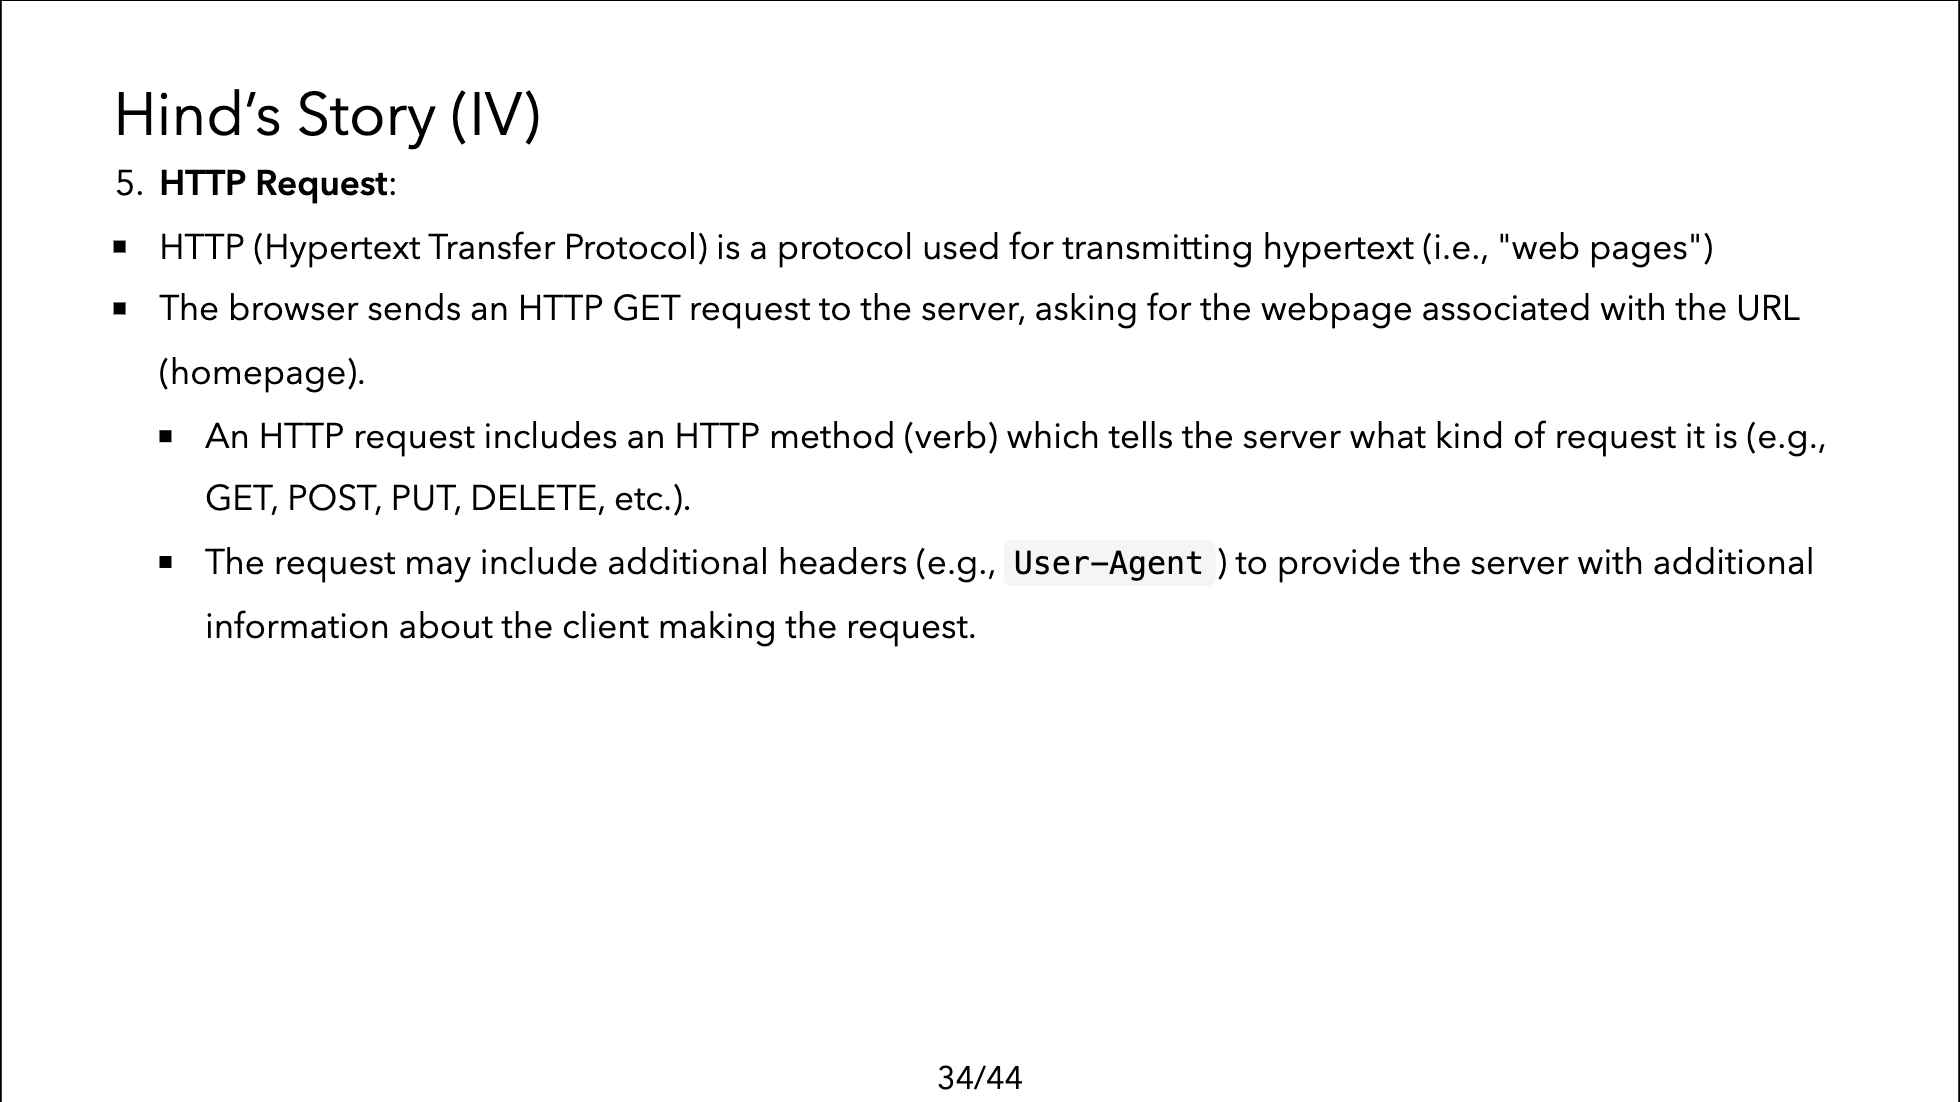 Hind’s Story (IV)
5. HTTP Request:
▪ HTTP (Hypertext Transfer Protocol) is a protocol used for transmitting hypertext (i.e., "web pages")
▪ The browser sends an HTTP GET request to the server, asking for the webpage associated with the URL
(homepage).
▪ An HTTP request includes an HTTP method (verb) which tells the server what kind of request it is (e.g.,
GET, POST, PUT, DELETE, etc.).
▪ The request may include additional headers (e.g., User-Agent ) to provide the server with additional
information about the client making the request.
34/44